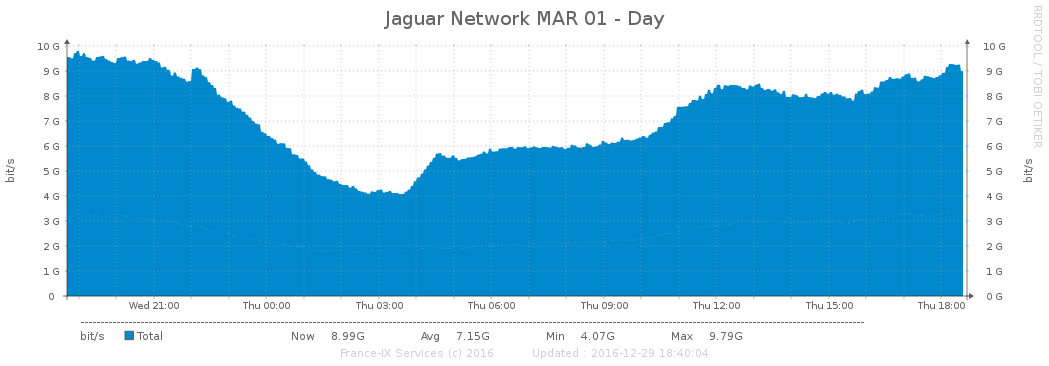 Jaguar Network MAR 01 - Day
RRDTOOL / TOBI OETIKER
bit/s
10 G
9 G
8 G
7 G
6 G
5 G
4 G
3 G
2 G
1 G
0
10 G
9 G
8 G
7 G
6 G
5 G
4 G
3 G
2 G
1 G
0 G
bit/s
Wed 21:00 Thu 00:00 Thu 03:00 Thu 06:00 Thu 09:00 Thu 12:00 Thu 15:00 Thu 18:00
bit/s Total Now 8.99G Avg 7.15G Min 4.07G Max 9.79G
France-IX Services (c) 2016 Updated : 2016-12-29 18:40:04